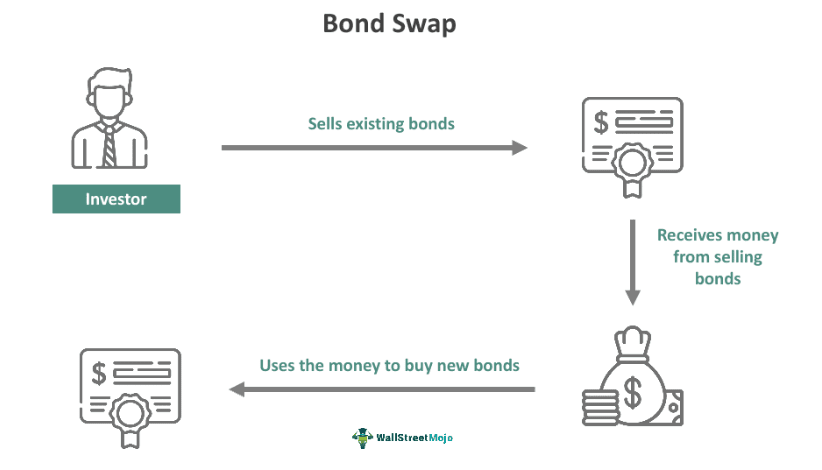 Bond Swap
Sells existing bonds
$
Investor
Receives money
from selling
bonds
$
Uses the money to buy new bonds
$
WallStreetMojo